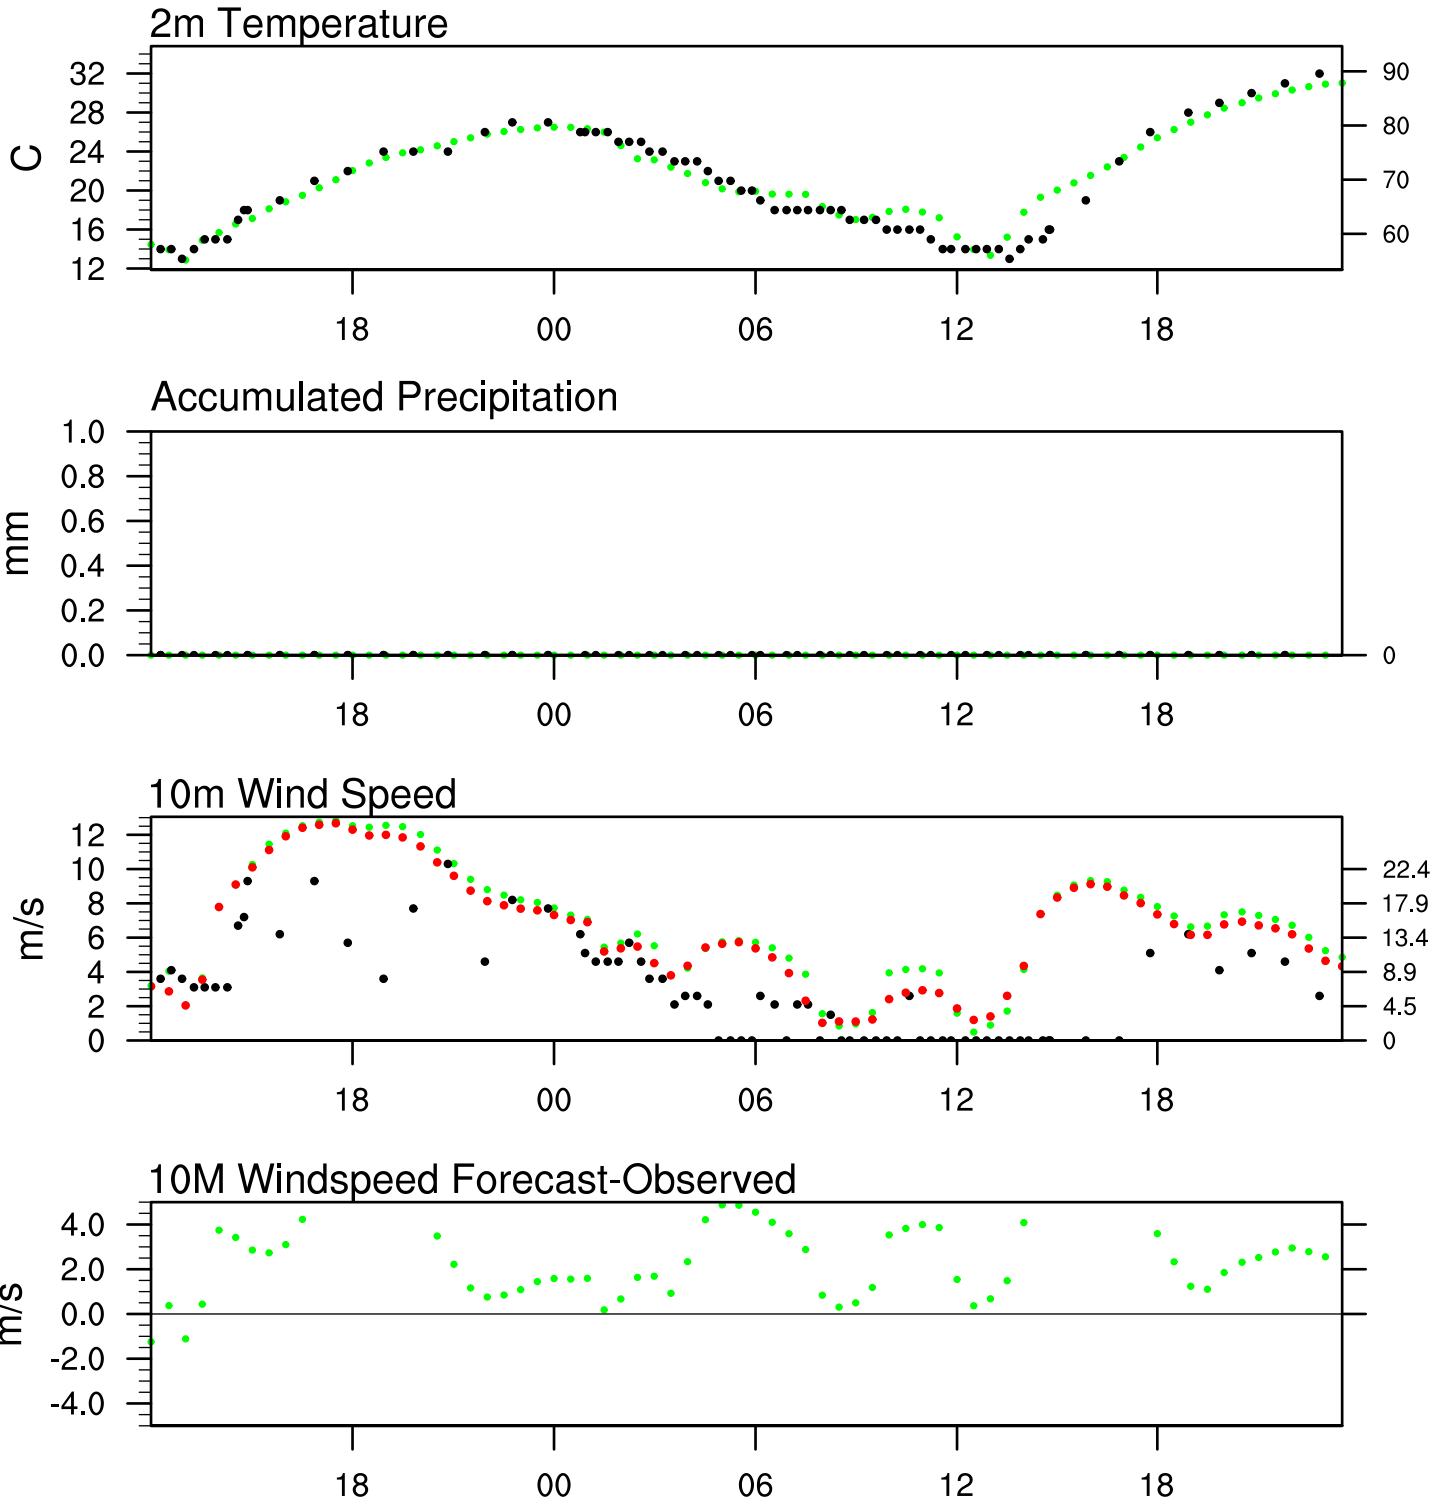 2m Temperature
32
28
24
20
16
12
C
90
80
70
60
18 00 06 12 18
Accumulated Precipitation
1.0
0.8
0.6
0.4
0.2
0.0
mm
0
18 00 06 12 18
10m Wind Speed
12
10
8
6
4
2
0
m/s
22.4
17.9
13.4
8.9
4.5
0
18 00 06 12 18
10M Windspeed Forecast-Observed
4.0
2.0
0.0
-2.0
-4.0
m/s
18 00 06 12 18